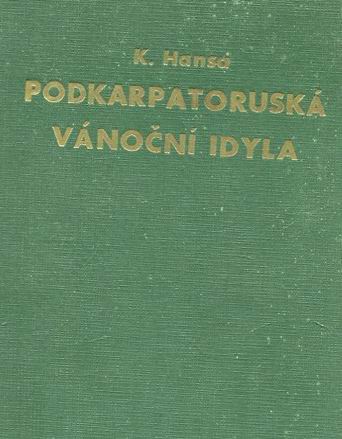 K. Hansa
PODKARPATORUSKÁ
VÁNOČNÍ IDYLA